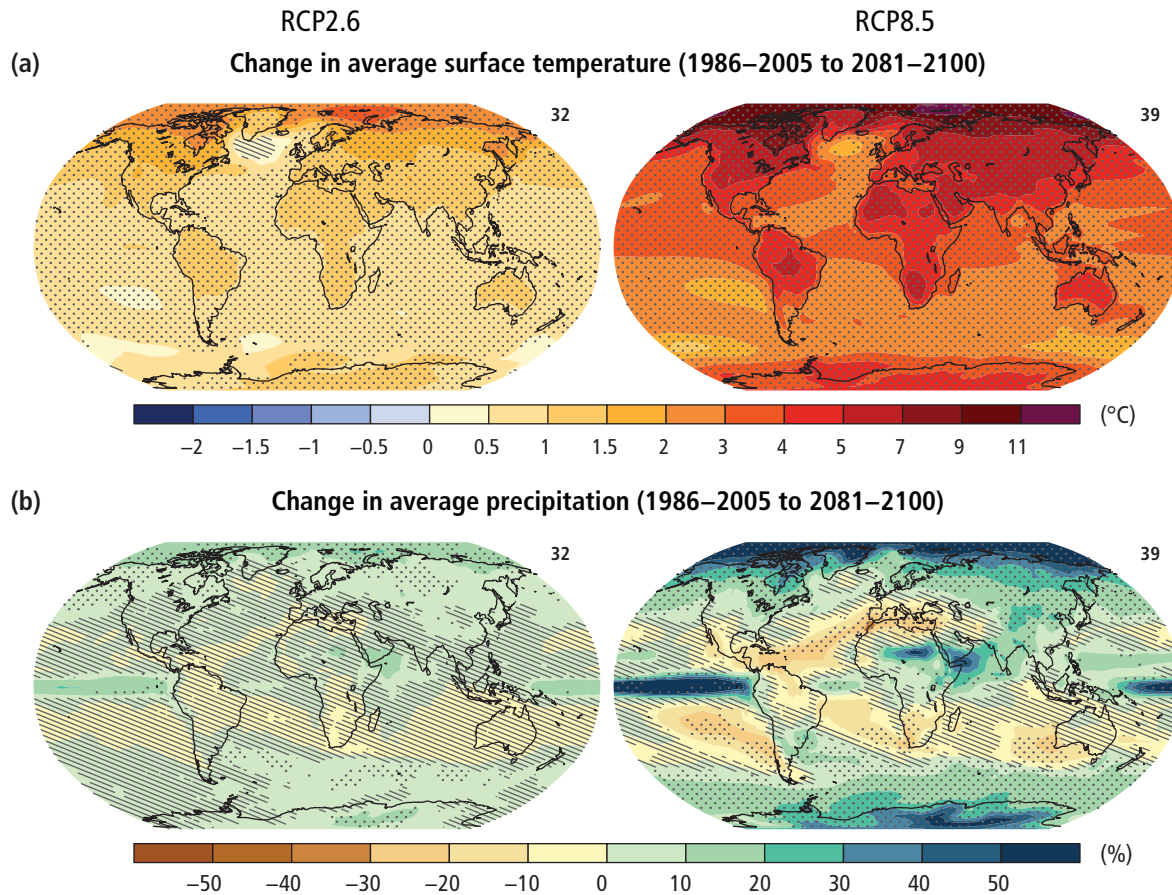 RCP2.6 RCP8.5
(a) Change in average surface temperature (1986–2005 to 2081–2100)
32 39
(°C)
−2 −1.5 −1 −0.5 0 0.5 1 1.5 2 3 4 5 7 9 11
(b) Change in average precipitation (1986–2005 to 2081–2100)
32 39
(%)
−50 −40 −30 −20 −10 0 10 20 30 40 50